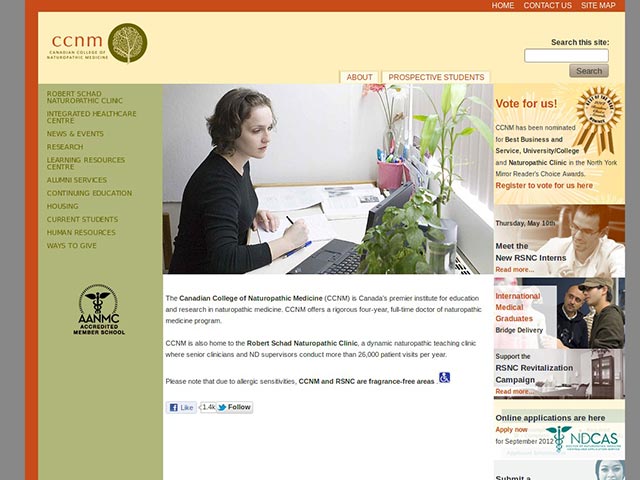 HOME CONTACT US SITE MAP
ccnm
CANADIAN COLLEGE OF
NATUROPATHIC MEDICINE
Search this site:
Search
ABOUT PROSPECTIVE STUDENTS
ROBERT SCHAD
NATUROPATHIC CLINIC
INTEGRATED HEALTHCARE
CENTRE
NEWS & EVENTS
RESEARCH
LEARNING RESOURCES
CENTRE
ALUMNI SERVICES
CONTINUING EDUCATION
HOUSING
CURRENT STUDENTS
HUMAN RESOURCES
WAYS TO GIVE
AANMC
ACCREDITED
MEMBER SCHOOL
The Canadian College of Naturopathic Medicine (CCNM) is Canada's premier institute for education
and research in naturopathic medicine. CCNM offers a rigorous four-year, full-time doctor of naturopathic
medicine program.
CCNM is also home to the Robert Schad Naturopathic Clinic, a dynamic naturopathic teaching clinic
where senior clinicians and ND supervisors conduct more than 26,000 patient visits per year.
Please note that due to allergic sensitivities, CCNM and RSNC are fragrance-free areas.
Like 1.4k Follow
Vote for us!
CCNM has been nominated
for Best Business and
Service, University/College
and Naturopathic Clinic in the North York
Mirror Reader's Choice Awards.
Register to vote for us here
Thursday, May 10th
Meet the
New RSNC Interns
Read more...
International
Medical
Graduates
Bridge Delivery
Support the
RSNC Revitalization
Campaign
Read more...
Online applications are here
Apply now
for September 2012
NDCAS
Submit a